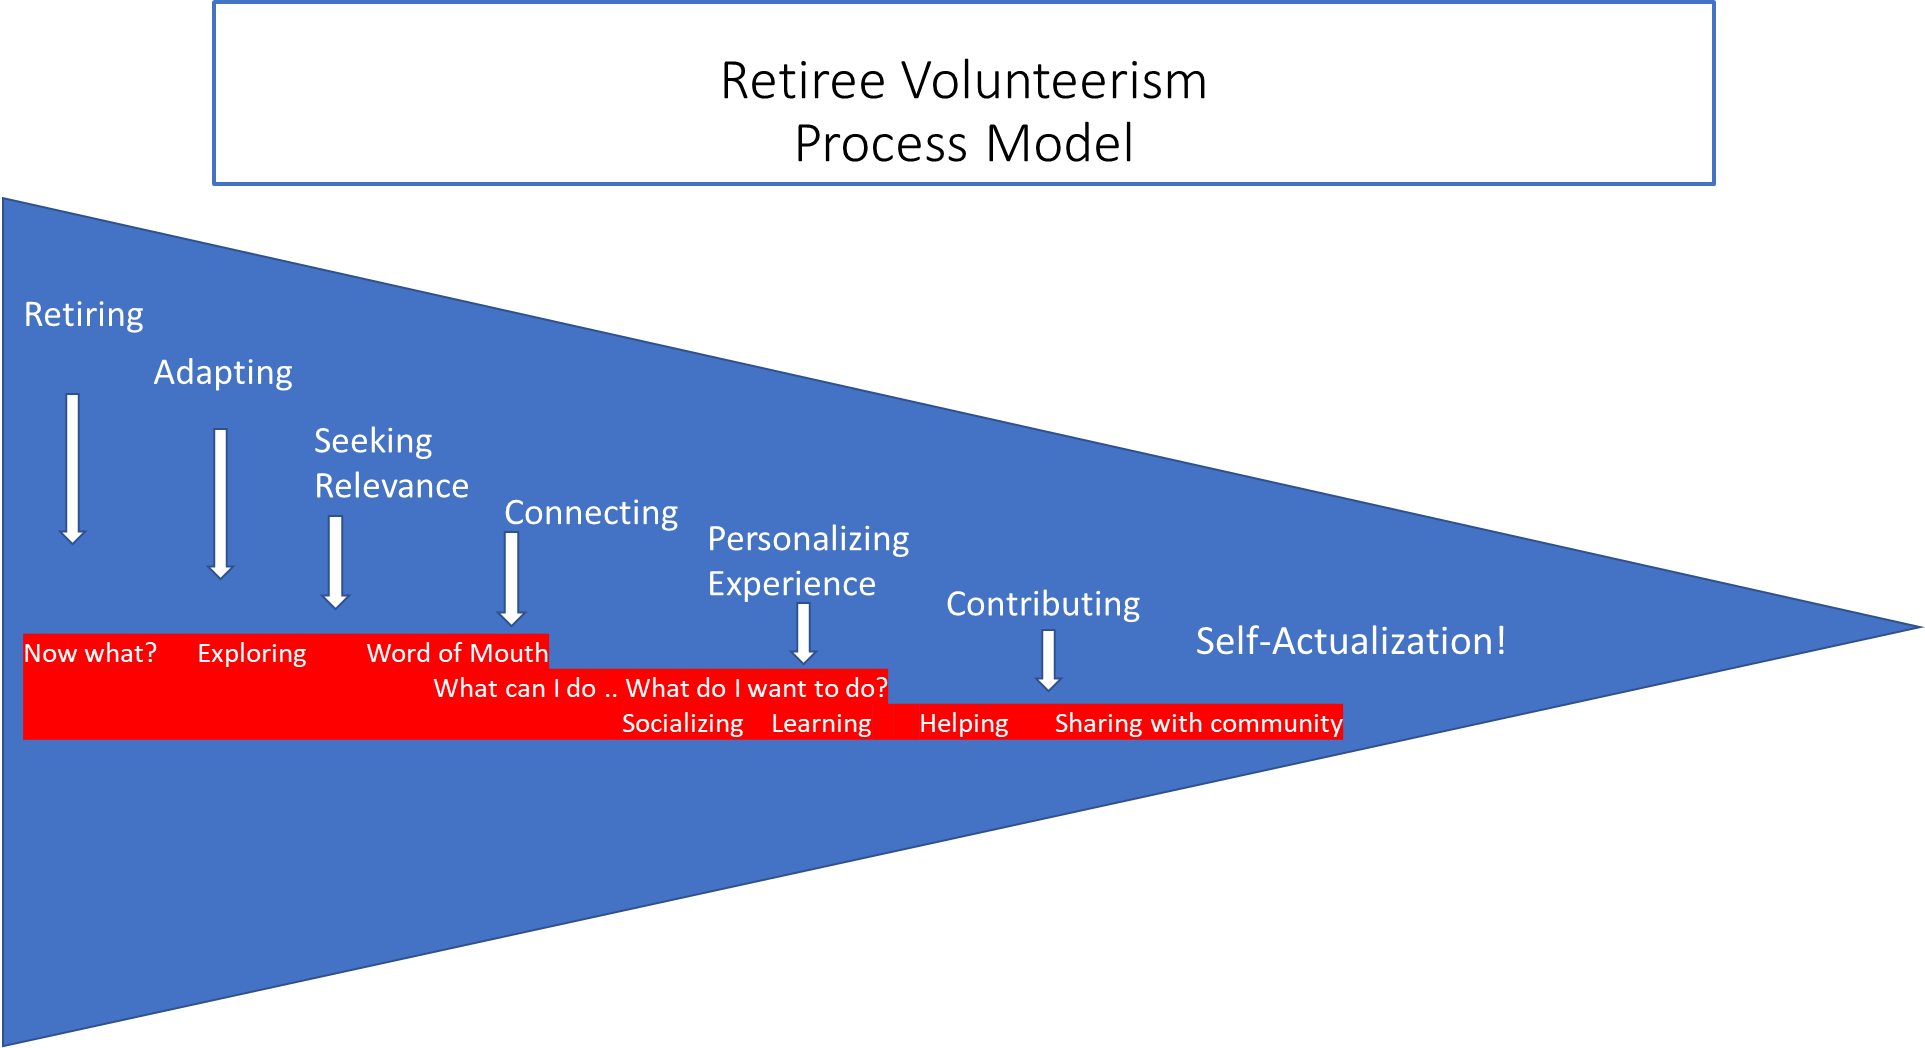 Retiree Volunteerism
Process Model
Retiring
Adapting
Seeking
Relevance
Connecting
Personalizing
Experience
Contributing
Self-Actualization!
Now what? Exploring Word of Mouth
What can I do .. What do I want to do?
Socializing Learning Helping Sharing with community